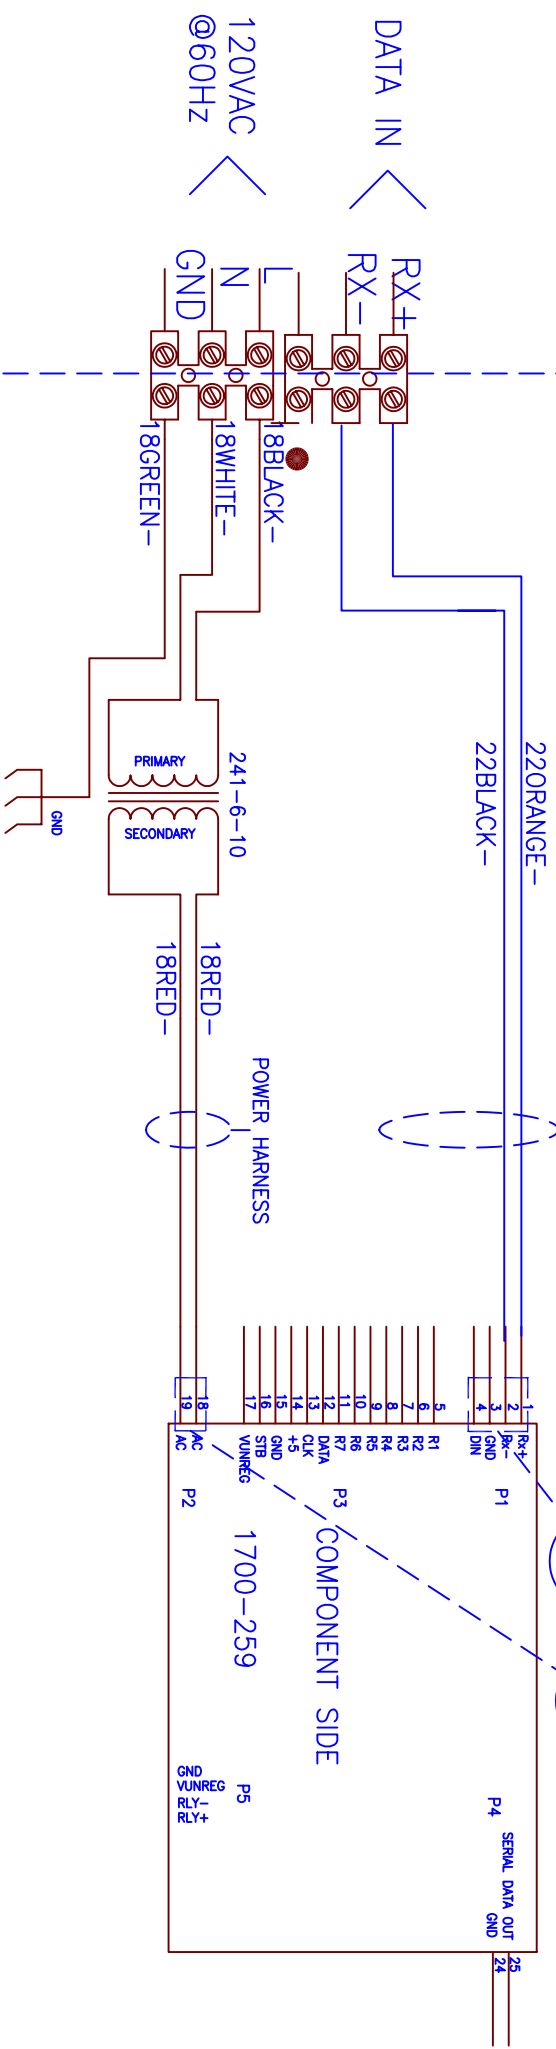 DATA IN
120VAC
@60Hz
RX+
RX-
L
N
GND
18BLACK-
18WHITE-
18GREEN-
22ORANGE-
22BLACK-
241-6-10
PRIMARY
SECONDARY
GND
18RED-
18RED-
POWER HARNESS
1 Rx+
2 Rx-
3 GND
4 DIN
5 R1
6 R2
7 R3
8 R4
9 R5
10 R6
11 R7
12 DATA
13 CLK
14 +5
15 GND
16 STB
17 VUNREG
18 AC
19 AC
P1
P3
P2
COMPONENT SIDE
1700-259
P4
SERIAL DATA OUT 25
GND 24
P5
GND
VUNREG
RLY-
RLY+